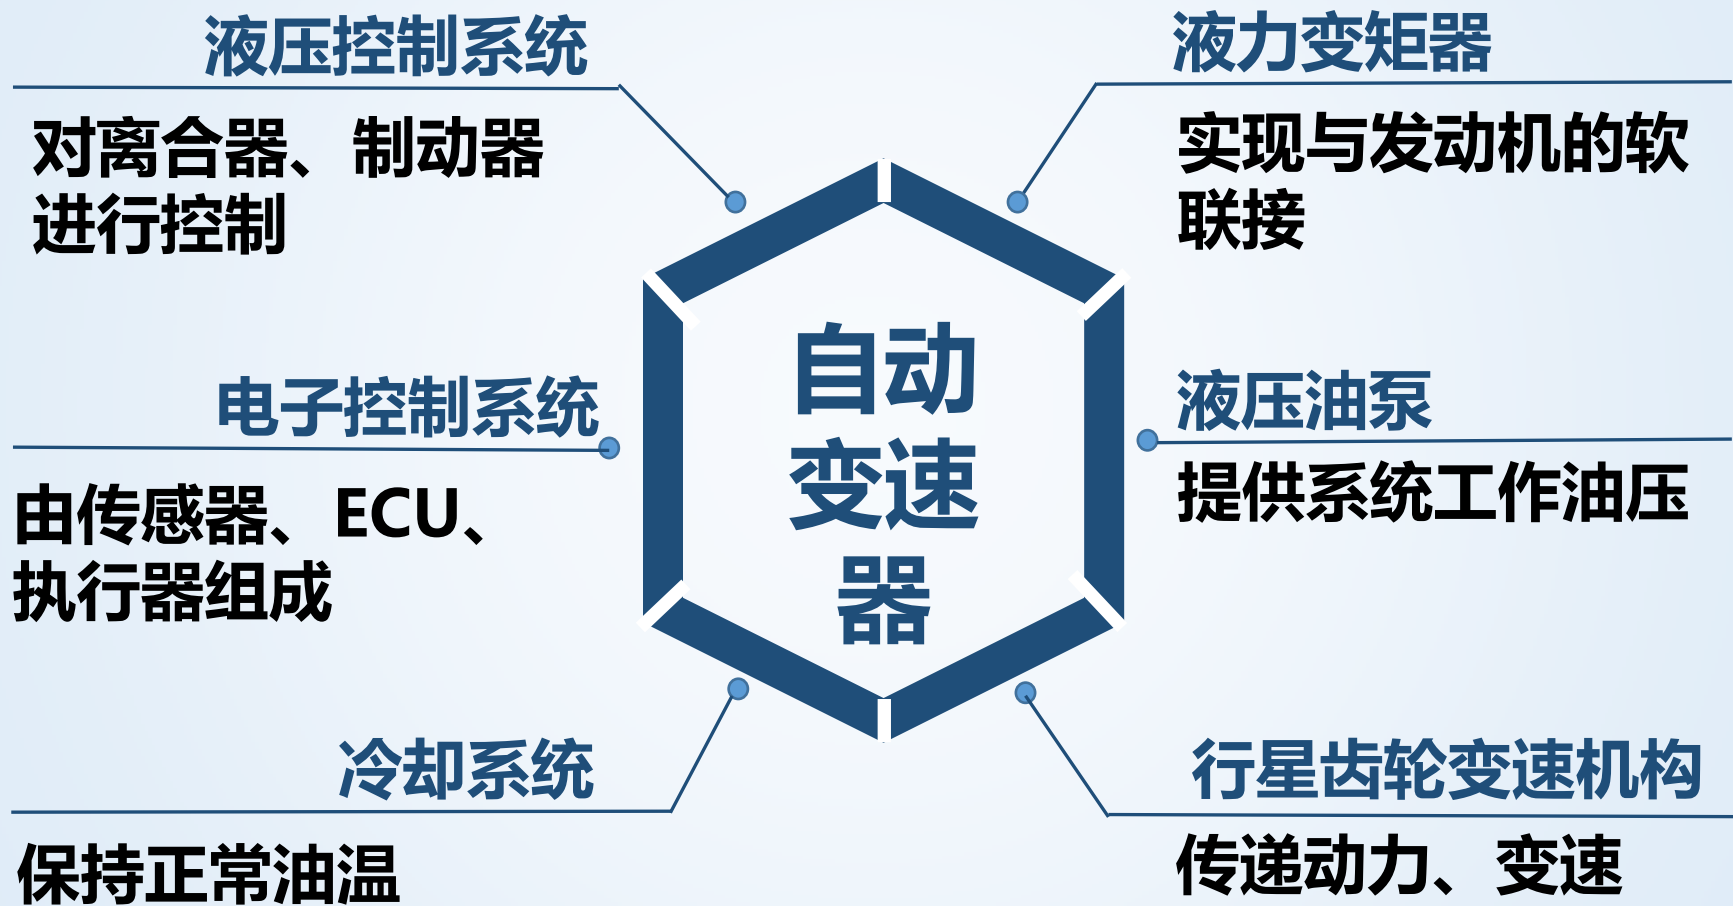 液压控制系统
对离合器、制动器
进行控制
电子控制系统
由传感器、ECU、
执行器组成
冷却系统
保持正常油温
自动
变速
器
液力变矩器
实现与发动机的软
联接
液压油泵
提供系统工作油压
行星齿轮变速机构
传递动力、变速